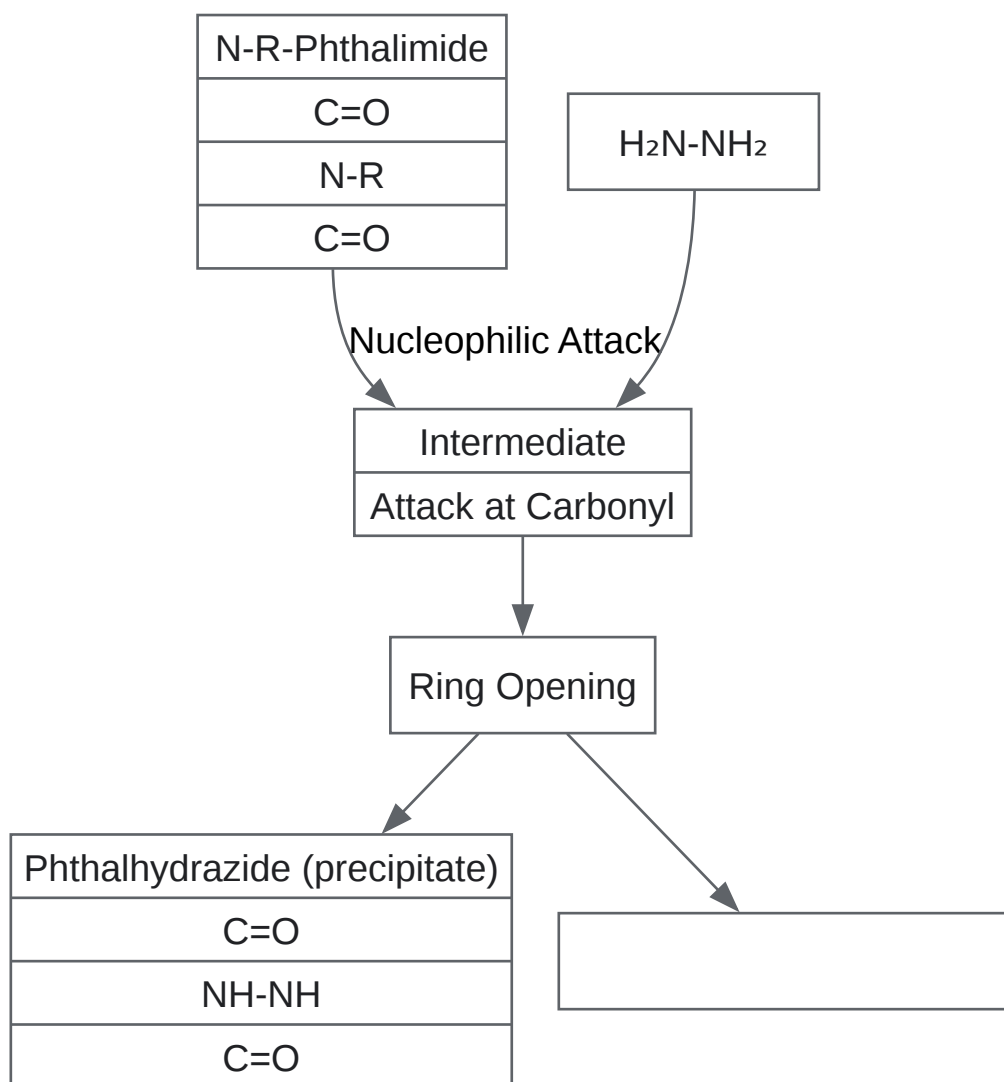 N-R-Phthalimide
C=O
N-R
C=O
H₂N-NH₂
Nucleophilic Attack
Intermediate
Attack at Carbonyl
Ring Opening
Phthalhydrazide (precipitate)
C=O
NH-NH
C=O